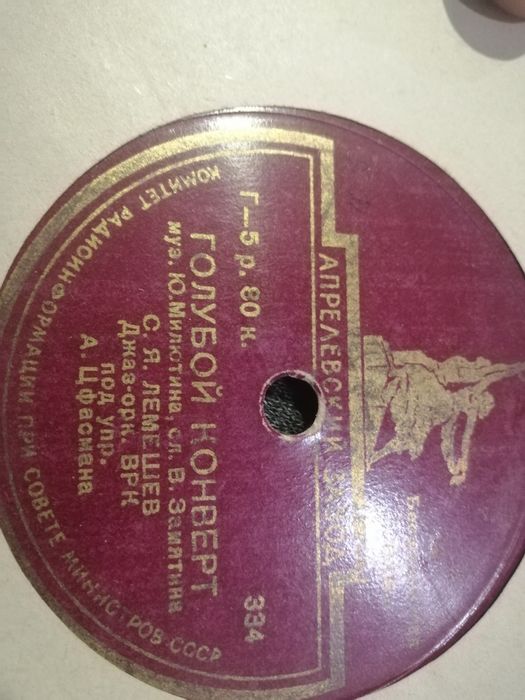 АПРЕЛЕВСКИЙ ЗАВОД
Г—5 р. 80 к.
334
ГОЛУБОЙ КОНВЕРТ
муз. Ю. Милютина, сл. В. Замятина
С. Я. ЛЕМЕШЕВ
Джаз-орк. ВРК
под упр.
А. Цфасмана
КОМИТЕТ РАДИОИНФОРМАЦИИ ПРИ СОВЕТЕ МИНИСТРОВ СССР